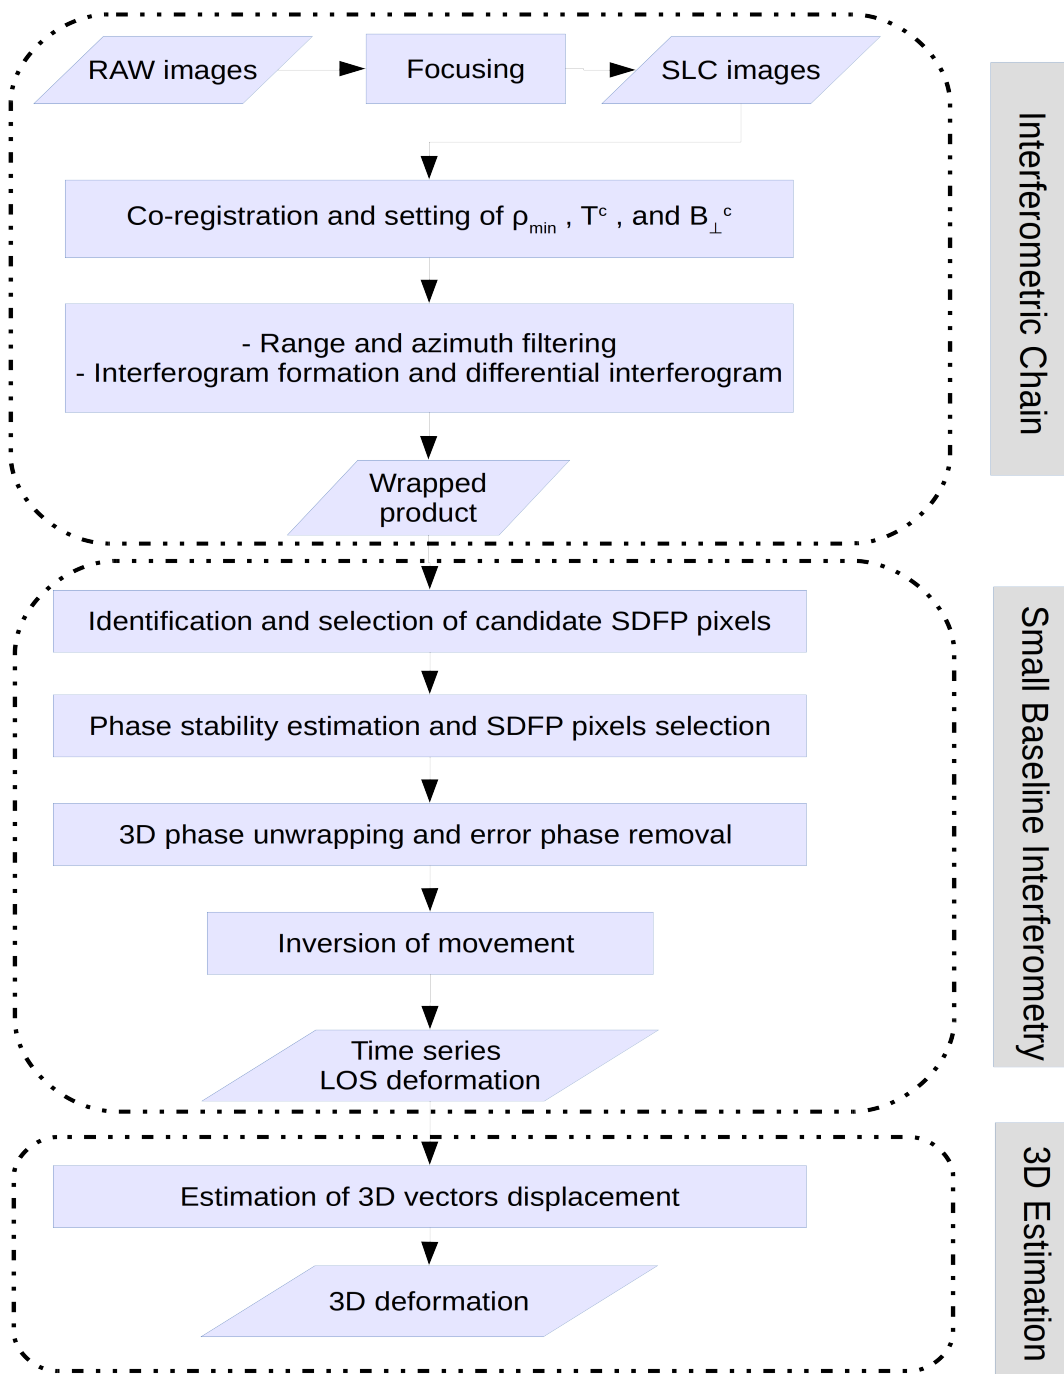 RAW images
Focusing
SLC images
Co-registration and setting of ρmin , Tc , and B⊥c
- Range and azimuth filtering
- Interferogram formation and differential interferogram
Wrapped
product
Interferometric Chain
Identification and selection of candidate SDFP pixels
Phase stability estimation and SDFP pixels selection
3D phase unwrapping and error phase removal
Inversion of movement
Time series
LOS deformation
Small Baseline Interferometry
Estimation of 3D vectors displacement
3D deformation
3D Estimation